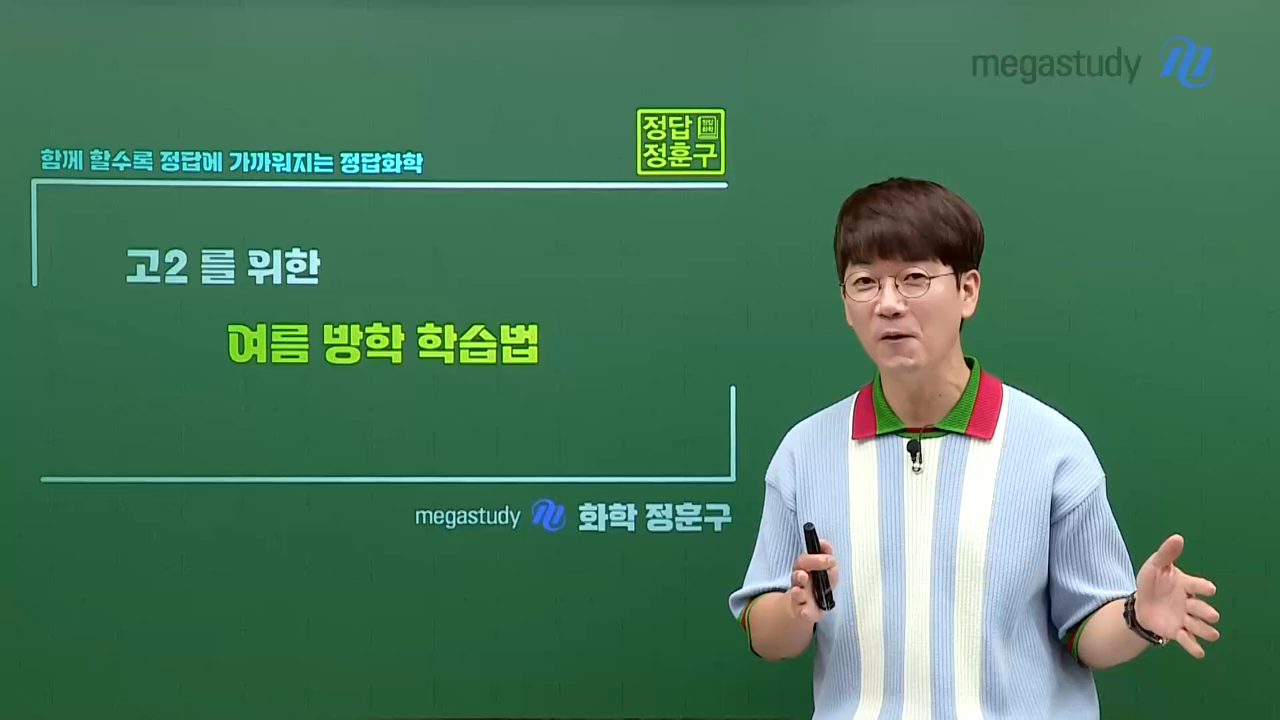 megastudy
정답
정훈구
함께 할수록 정답에 가까워지는 정답화학
고2 를 위한
여름 방학 학습법
megastudy 화학 정훈구